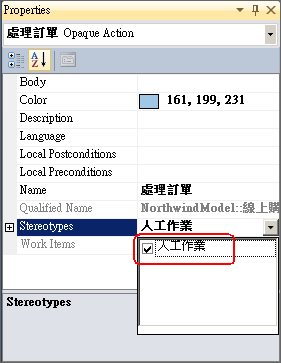 Properties
處理訂單 Opaque Action
Body
Color 161, 199, 231
Description
Language
Local Postconditions
Local Preconditions
Name 處理訂單
Qualified Name NorthwindModel::線上購
Stereotypes 人工作業
Work Items 人工作業
Stereotypes